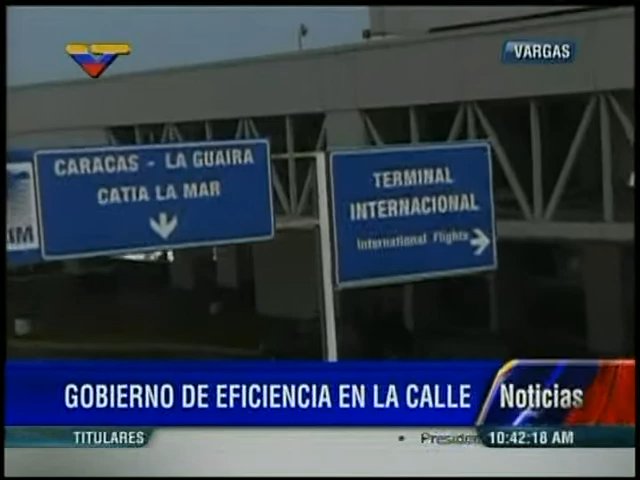 VARGAS
CARACAS - LA GUAIRA
CATIA LA MAR
TERMINAL
INTERNACIONAL
International Flights
IM
GOBIERNO DE EFICIENCIA EN LA CALLE
Noticias
TITULARES
10:42:18 AM